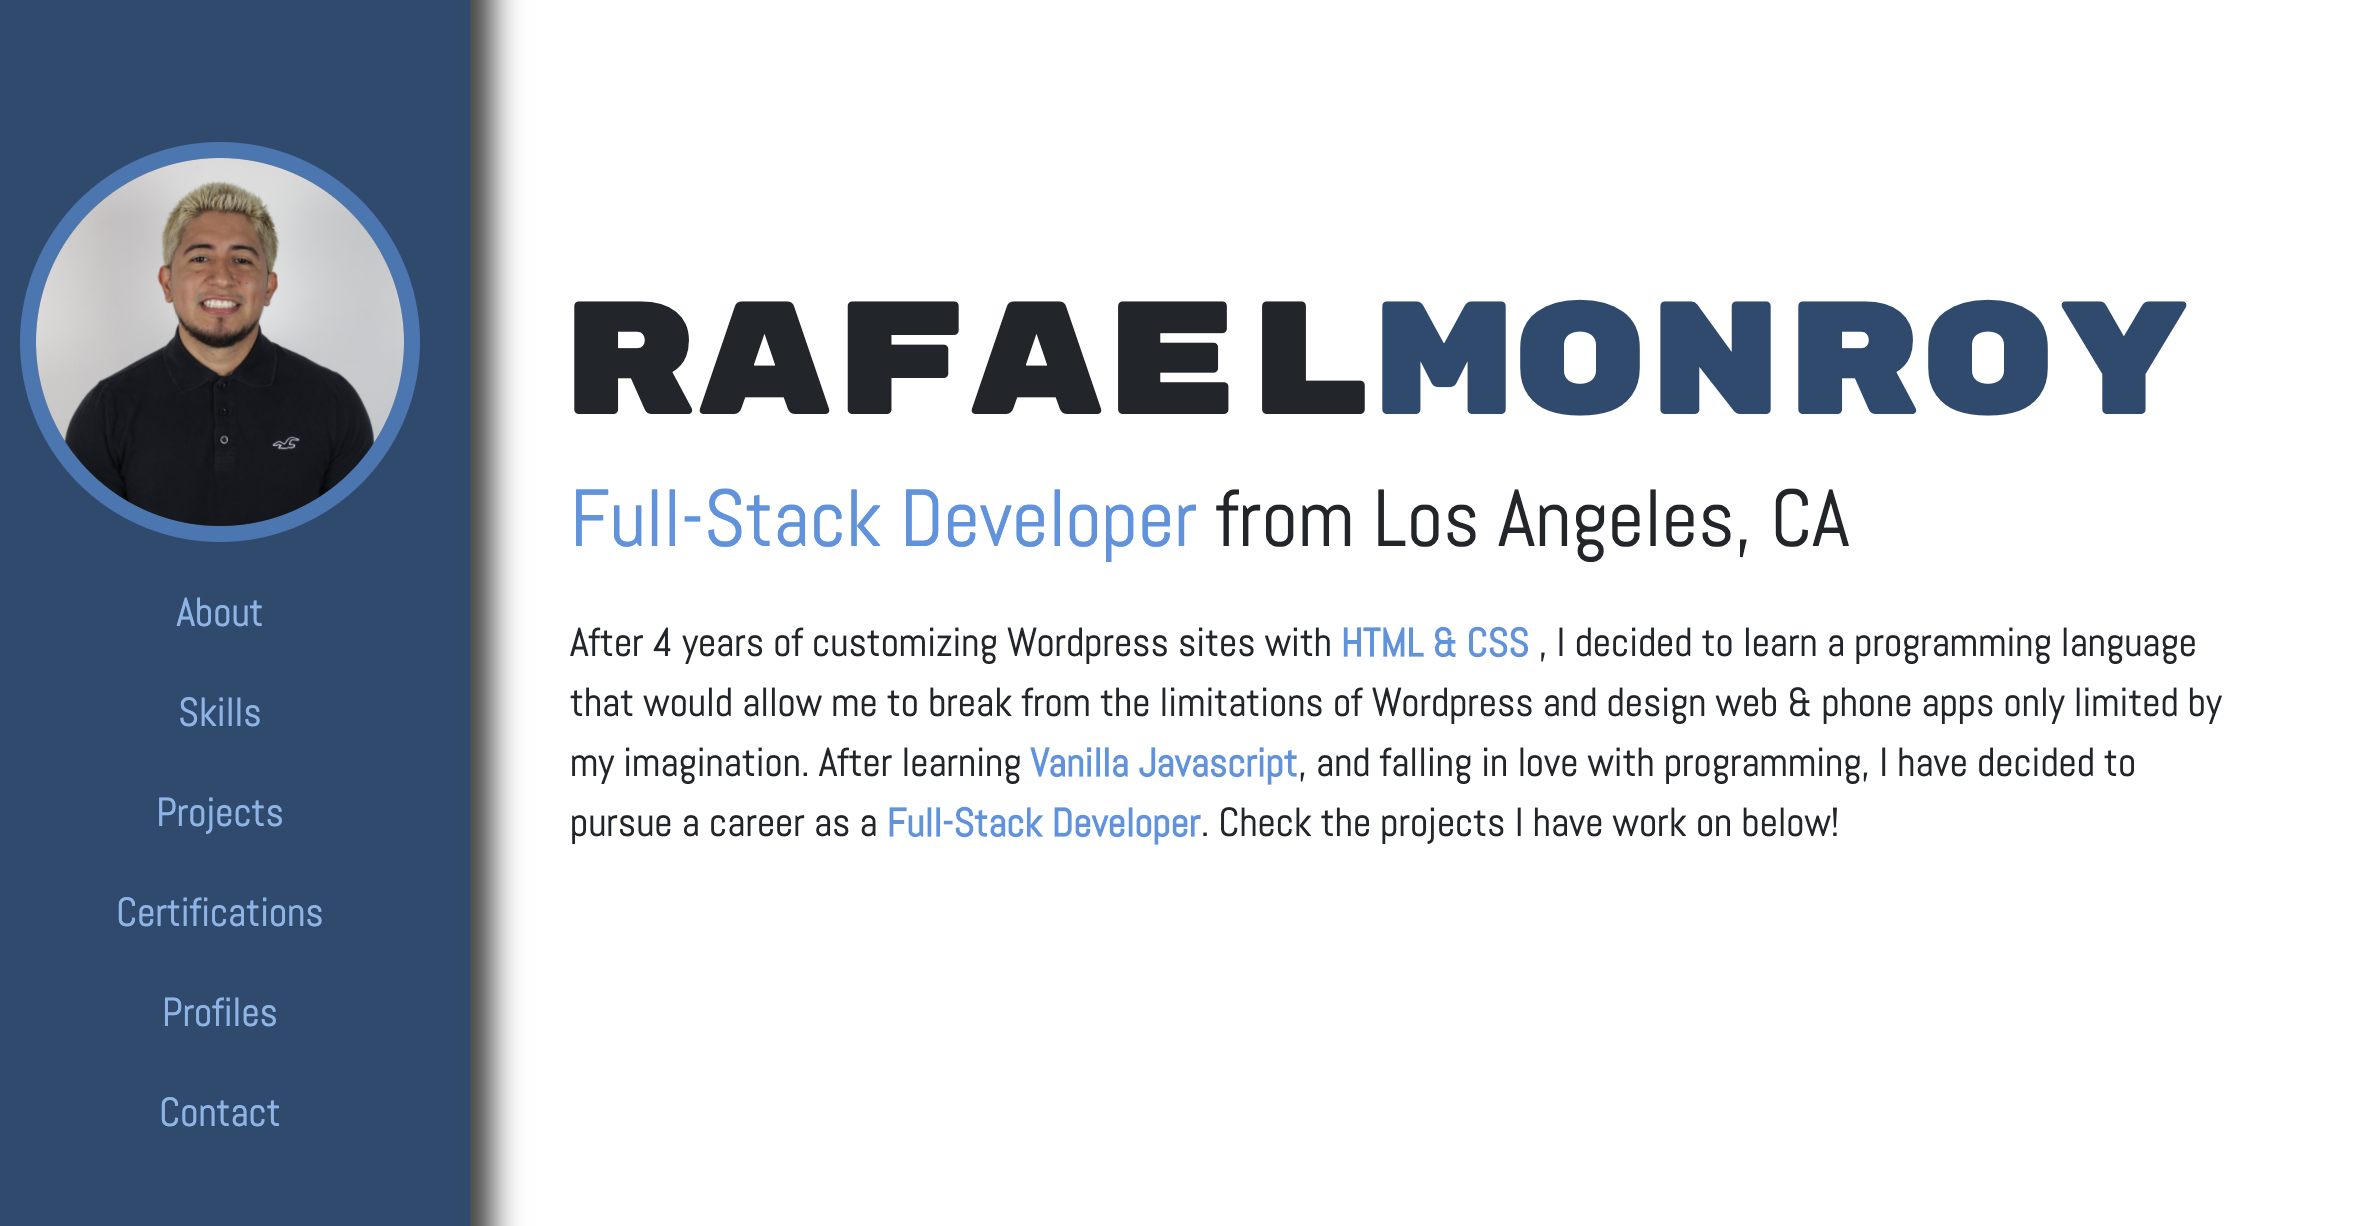 About
Skills
Projects
Certifications
Profiles
Contact
RAFAELMONROY
Full-Stack Developer from Los Angeles, CA
After 4 years of customizing Wordpress sites with HTML & CSS , I decided to learn a programming language
that would allow me to break from the limitations of Wordpress and design web & phone apps only limited by
my imagination. After learning Vanilla Javascript, and falling in love with programming, I have decided to
pursue a career as a Full-Stack Developer. Check the projects I have work on below!